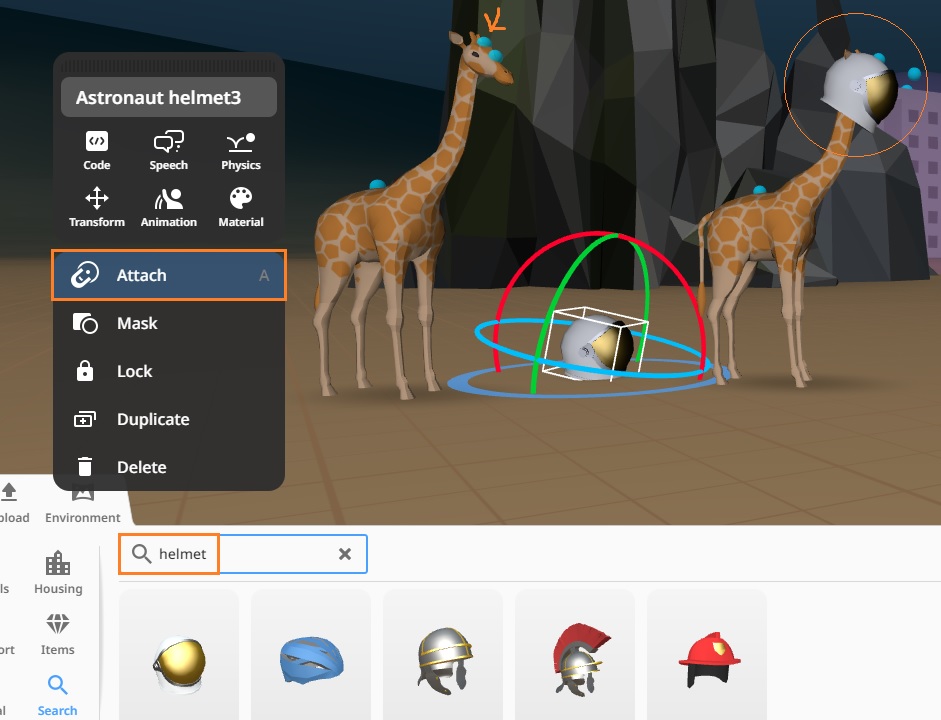 Astronaut helmet3
Code Speech Physics
Transform Animation Material
Attach A
Mask
Lock
Duplicate
Delete
pload Environment
helmet
ls Housing
ort Items
al Search